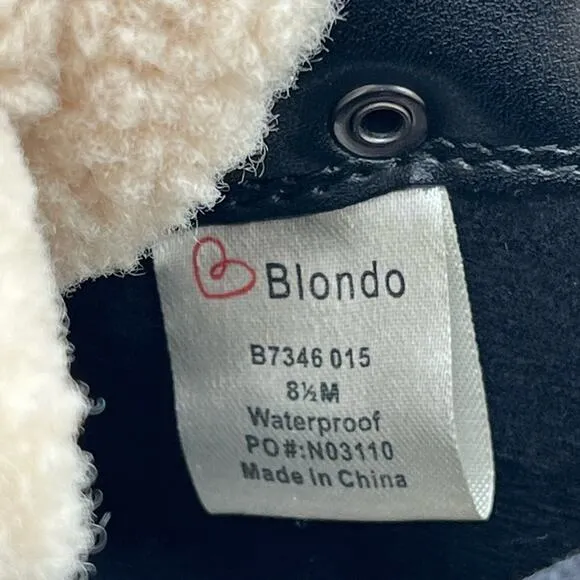 Blondo
B7346 015
8½M
Waterproof
PO#:N03110
Made in China